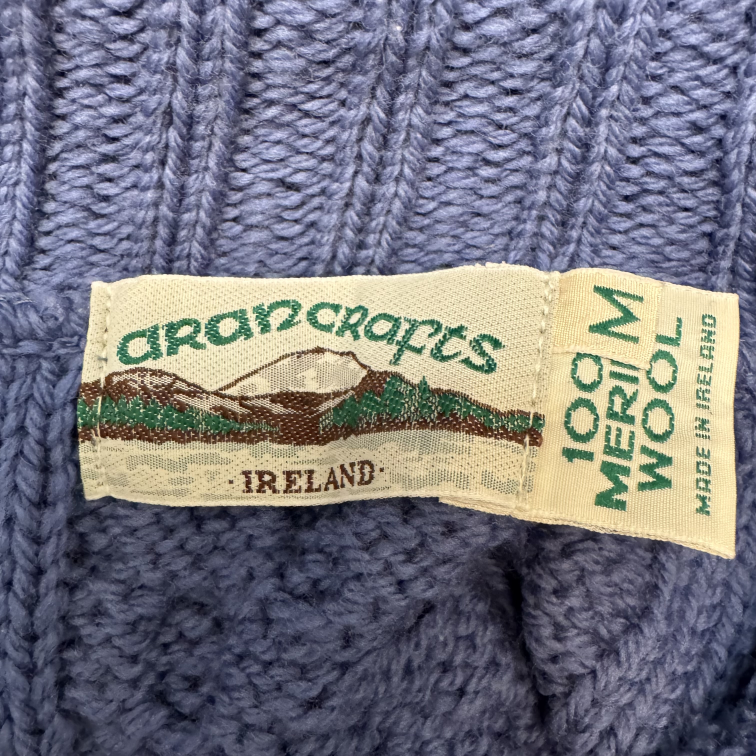 aran crafts
· IRELAND ·
M
100
MERI
WOOL
MADE IN IRELAND